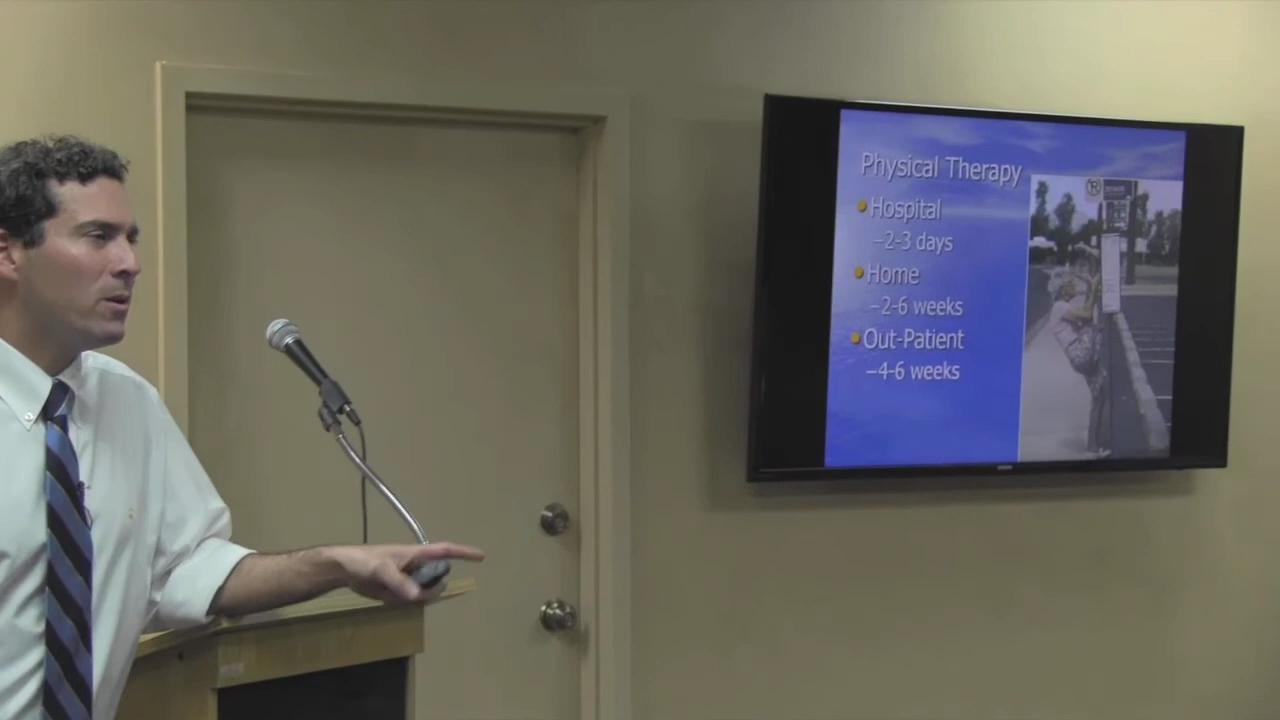 Physical Therapy
Hospital
–2-3 days
Home
–2-6 weeks
Out-Patient
–4-6 weeks